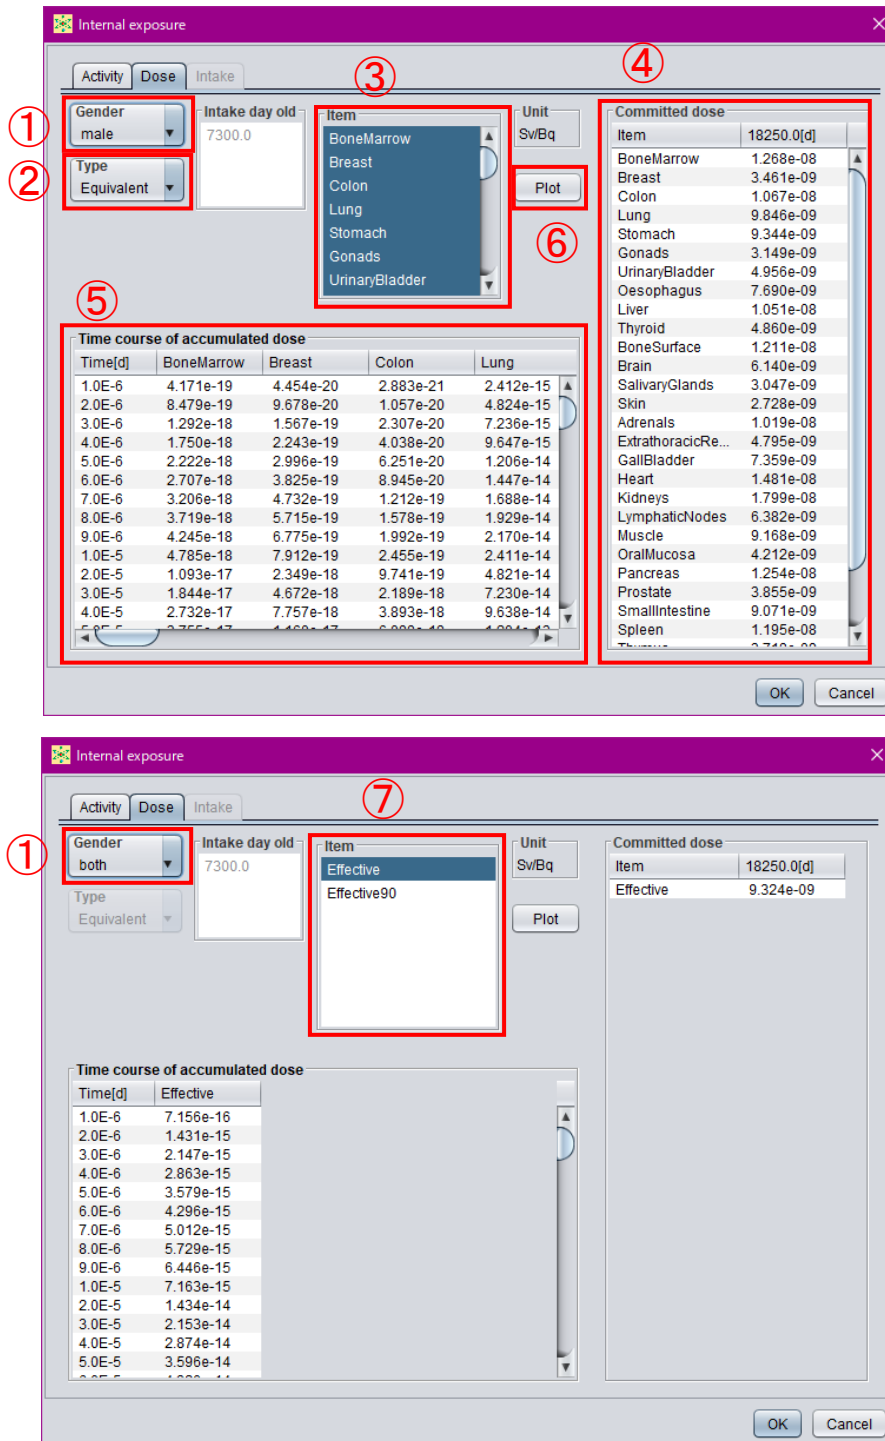 Internal exposure
Activity Dose Intake
③ ④
① Gender Intake day old Item Unit Committed dose
male 7300.0 BoneMarrow Sv/Bq Item 18250.0[d]
② Type Breast BoneMarrow 1.268e-08
Equivalent Colon Plot Breast 3.461e-09
Lung Colon 1.067e-08
Stomach ⑥ Lung 9.846e-09
Gonads Stomach 9.344e-09
UrinaryBladder Gonads 3.149e-09
UrinaryBladder 4.956e-09
Oesophagus 7.690e-09
Liver 1.051e-08
Thyroid 4.860e-09
BoneSurface 1.211e-08
Brain 6.140e-09
SalivaryGlands 3.047e-09
Skin 2.728e-09
Adrenals 1.019e-08
ExtrathoracicRe... 4.795e-09
GallBladder 7.359e-09
Heart 1.481e-08
Kidneys 1.799e-08
LymphaticNodes 6.382e-09
Muscle 9.168e-09
OralMucosa 4.212e-09
Pancreas 1.254e-08
Prostate 3.855e-09
SmallIntestine 9.071e-09
Spleen 1.195e-08
⑤
Time course of accumulated dose
Time[d] BoneMarrow Breast Colon Lung
1.0E-6 4.171e-19 4.454e-20 2.883e-21 2.412e-15
2.0E-6 8.479e-19 9.678e-20 1.057e-20 4.824e-15
3.0E-6 1.292e-18 1.567e-19 2.307e-20 7.236e-15
4.0E-6 1.750e-18 2.243e-19 4.038e-20 9.647e-15
5.0E-6 2.222e-18 2.996e-19 6.251e-20 1.206e-14
6.0E-6 2.707e-18 3.825e-19 8.945e-20 1.447e-14
7.0E-6 3.206e-18 4.732e-19 1.212e-19 1.688e-14
8.0E-6 3.719e-18 5.715e-19 1.578e-19 1.929e-14
9.0E-6 4.245e-18 6.775e-19 1.992e-19 2.170e-14
1.0E-5 4.785e-18 7.912e-19 2.455e-19 2.411e-14
2.0E-5 1.093e-17 2.349e-18 9.741e-19 4.821e-14
3.0E-5 1.844e-17 4.672e-18 2.189e-18 7.230e-14
4.0E-5 2.732e-17 7.757e-18 3.893e-18 9.638e-14
OK Cancel
Internal exposure
Activity Dose Intake
⑦
① Gender Intake day old Item Unit Committed dose
both 7300.0 Effective Sv/Bq Item 18250.0[d]
Type Effective90 Effective 9.324e-09
Equivalent Plot
Time course of accumulated dose
Time[d] Effective
1.0E-6 7.156e-16
2.0E-6 1.431e-15
3.0E-6 2.147e-15
4.0E-6 2.863e-15
5.0E-6 3.579e-15
6.0E-6 4.296e-15
7.0E-6 5.012e-15
8.0E-6 5.729e-15
9.0E-6 6.446e-15
1.0E-5 7.163e-15
2.0E-5 1.434e-14
3.0E-5 2.153e-14
4.0E-5 2.874e-14
5.0E-5 3.596e-14
OK Cancel